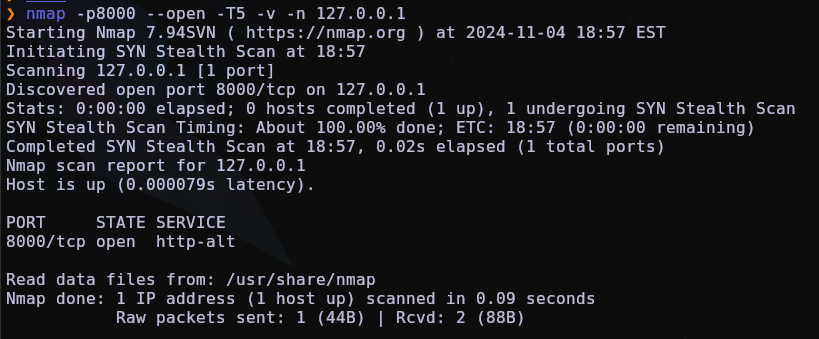 ❯ nmap -p8000 --open -T5 -v -n 127.0.0.1
Starting Nmap 7.94SVN ( https://nmap.org ) at 2024-11-04 18:57 EST
Initiating SYN Stealth Scan at 18:57
Scanning 127.0.0.1 [1 port]
Discovered open port 8000/tcp on 127.0.0.1
Stats: 0:00:00 elapsed; 0 hosts completed (1 up), 1 undergoing SYN Stealth Scan
SYN Stealth Scan Timing: About 100.00% done; ETC: 18:57 (0:00:00 remaining)
Completed SYN Stealth Scan at 18:57, 0.02s elapsed (1 total ports)
Nmap scan report for 127.0.0.1
Host is up (0.000079s latency).
PORT     STATE SERVICE
8000/tcp open  http-alt
Read data files from: /usr/share/nmap
Nmap done: 1 IP address (1 host up) scanned in 0.09 seconds
           Raw packets sent: 1 (44B) | Rcvd: 2 (88B)